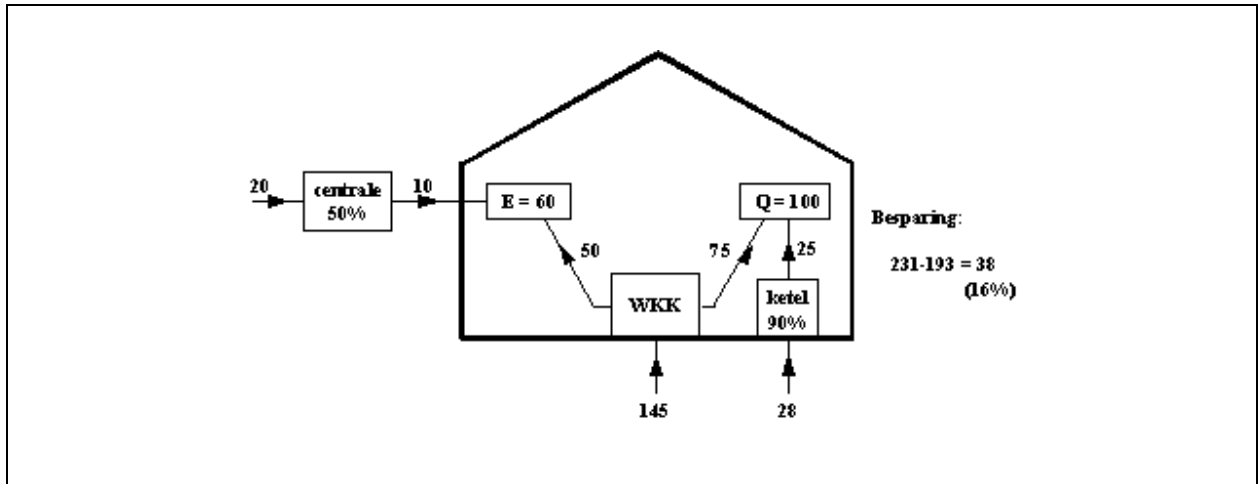 20
centrale
50%
10
E = 60
Q = 100
Besparing:
50
75
25
231-193 = 38
(16%)
WKK
ketel
90%
145
28